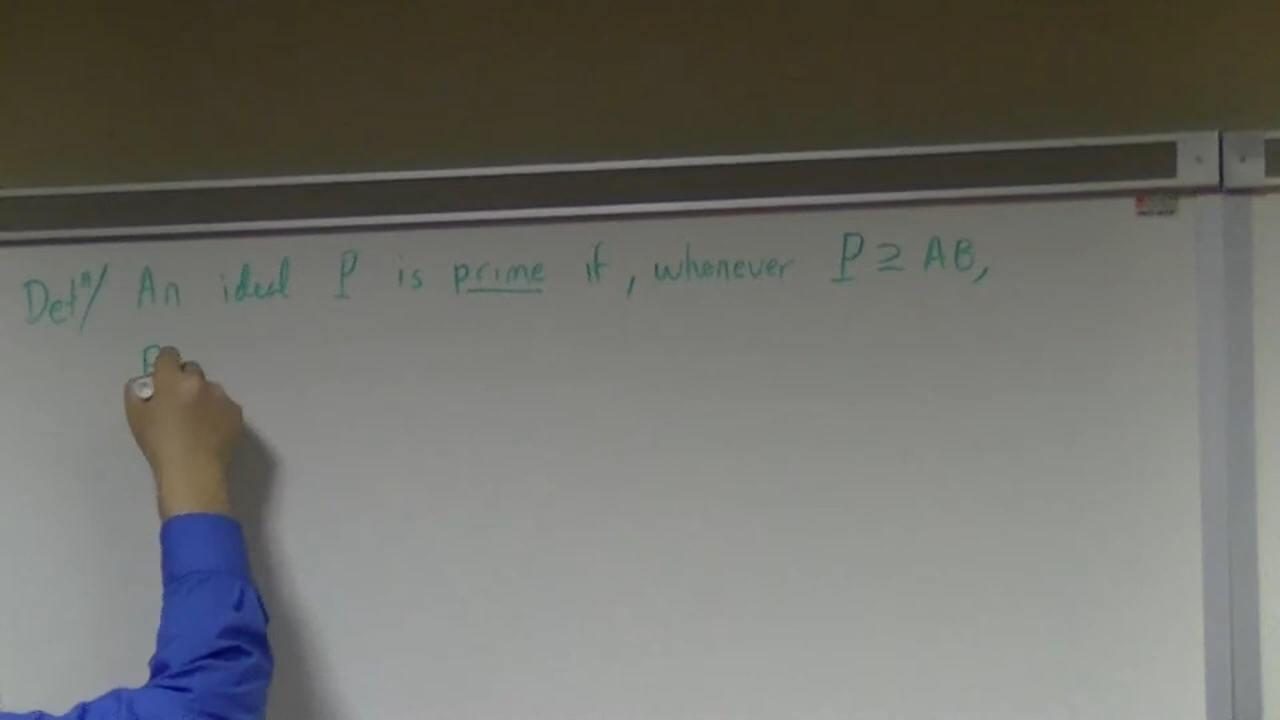 Defⁿ/ An ideal P is prime if, whenever P ⊇ AB,
P